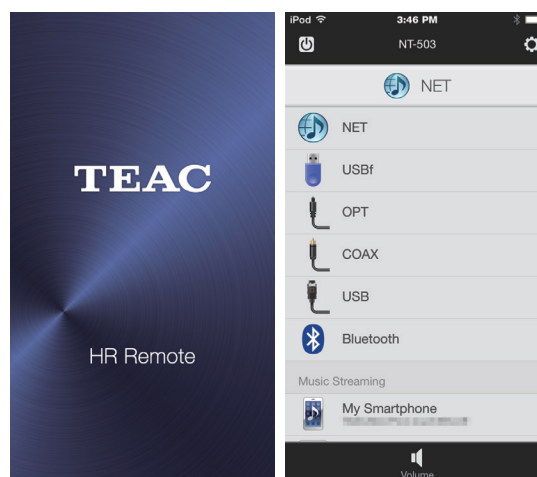 TEAC
HR Remote
iPod 3:46 PM
NT-503
NET
NET
USBf
OPT
COAX
USB
Bluetooth
Music Streaming
My Smartphone
Volume